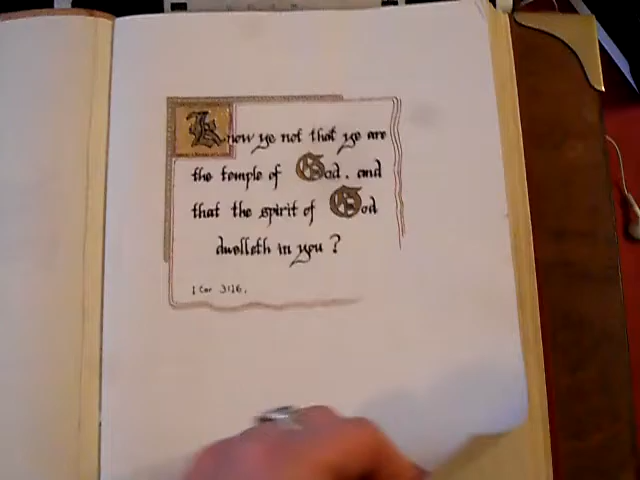 Know ye not that ye are
the temple of God, and
that the spirit of God
dwelleth in you?
1 Cor 3:16.